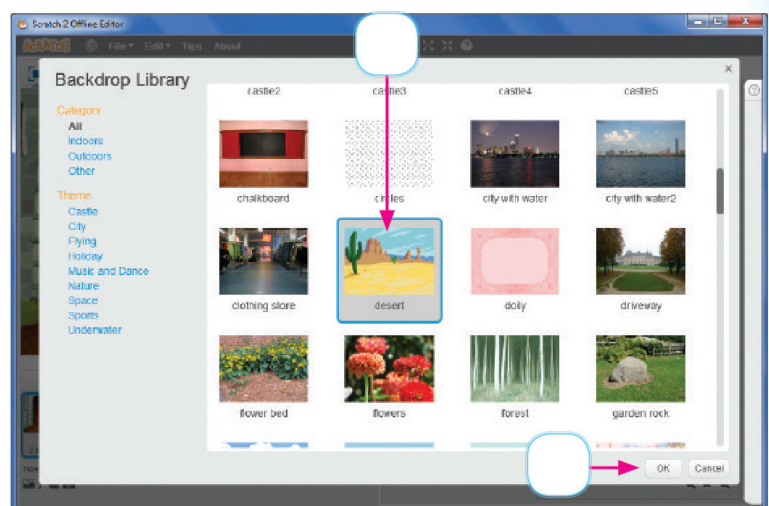 Scratch 2 Offline Editor
SCRATCH File Edit Tips About
Backdrop Library
Category
All
Indoors
Outdoors
Other
Theme
Castle
City
Flying
Holiday
Music and Dance
Nature
Space
Sports
Underwater
castle2 castle3 castle4 castle5
chalkboard circles city with water city with water2
clothing store desert doily driveway
flower bed flowers forest garden rock
OK Cancel